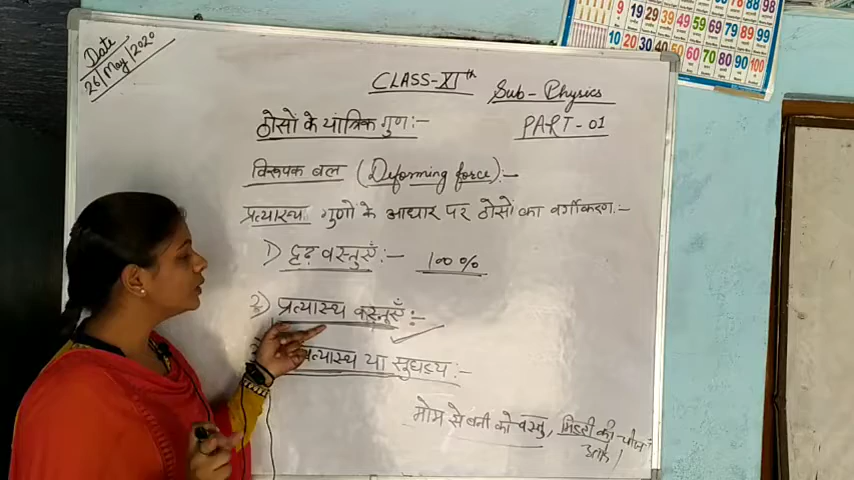 Date
26/May/2020
CLASS-XIth
Sub- Physics
ठोसों के यांत्रिक गुण:-
PART-01
विरूपक बल (Deforming force):-
प्रत्यास्थ गुणों के आधार पर ठोसों का वर्गीकरण:-
1) दृढ़ वस्तुएँ:- 100%
2) प्रत्यास्थ वस्तुएँ:-
या सुघट्य:-
मोम से बनी को वस्तु, मिट्टी की
9 19 29 39 49 59 69 79 89 99
10 20 30 40 50 60 70 80 90 100